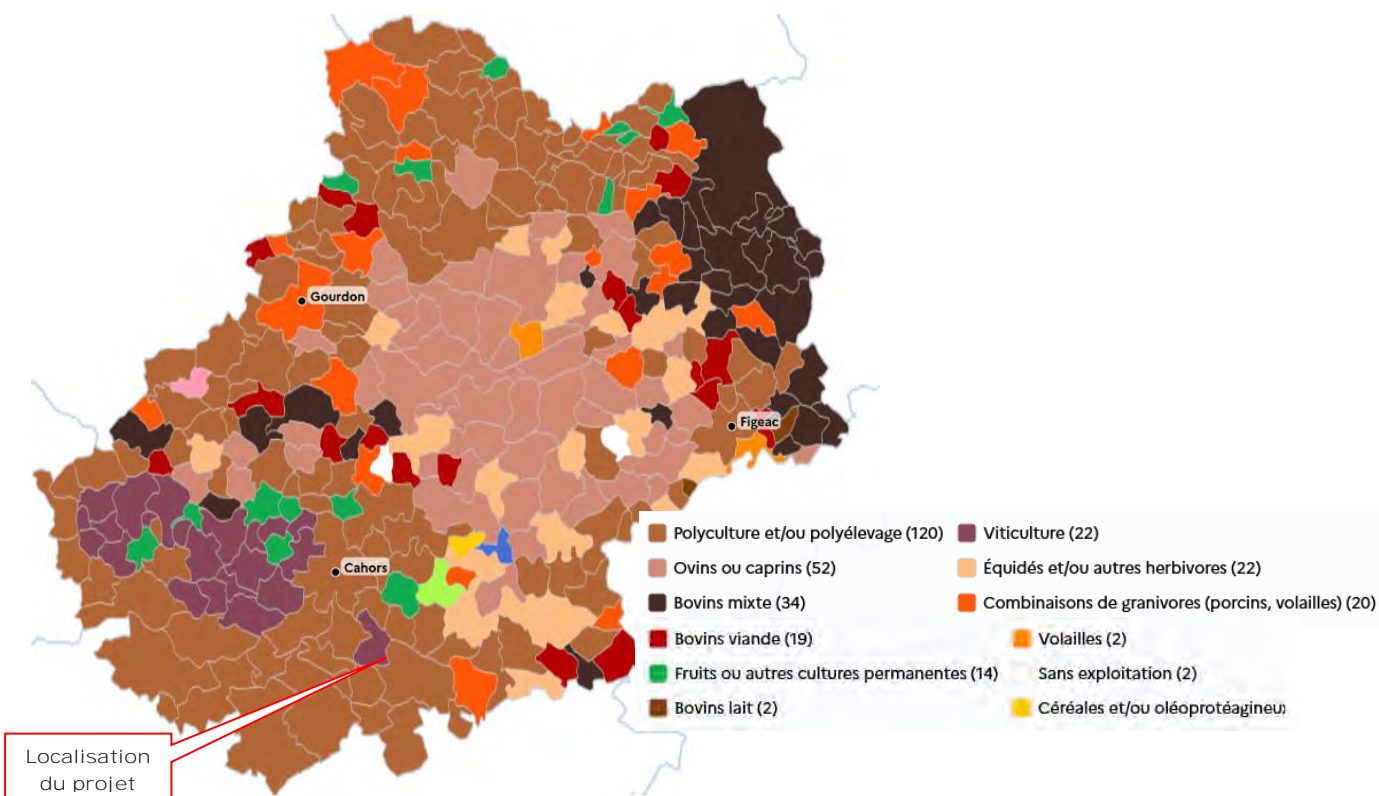 Gourdon
Figeac
Cahors
Polyculture et/ou polyélevage (120)
Viticulture (22)
Ovins ou caprins (52)
Équidés et/ou autres herbivores (22)
Bovins mixte (34)
Combinaisons de granivores (porcins, volailles) (20)
Bovins viande (19)
Volailles (2)
Fruits ou autres cultures permanentes (14)
Sans exploitation (2)
Bovins lait (2)
Céréales et/ou oléoprotéagineux
Localisation
du projet